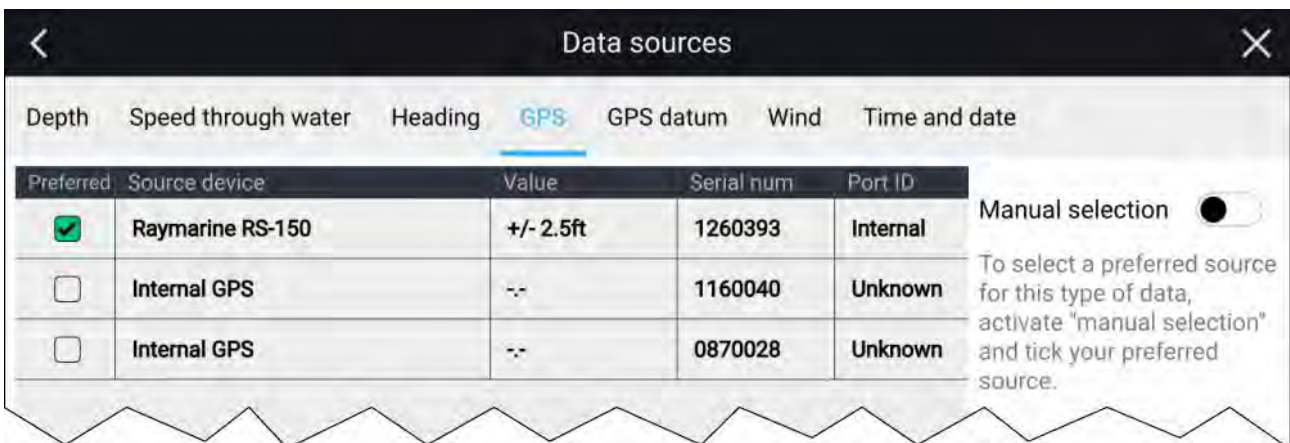 Data sources
Depth Speed through water Heading GPS GPS datum Wind Time and date
Preferred Source device Value Serial num Port ID
Raymarine RS-150 +/- 2.5ft 1260393 Internal
Internal GPS -.- 1160040 Unknown
Internal GPS -.- 0870028 Unknown
Manual selection
To select a preferred source
for this type of data,
activate "manual selection"
and tick your preferred
source.